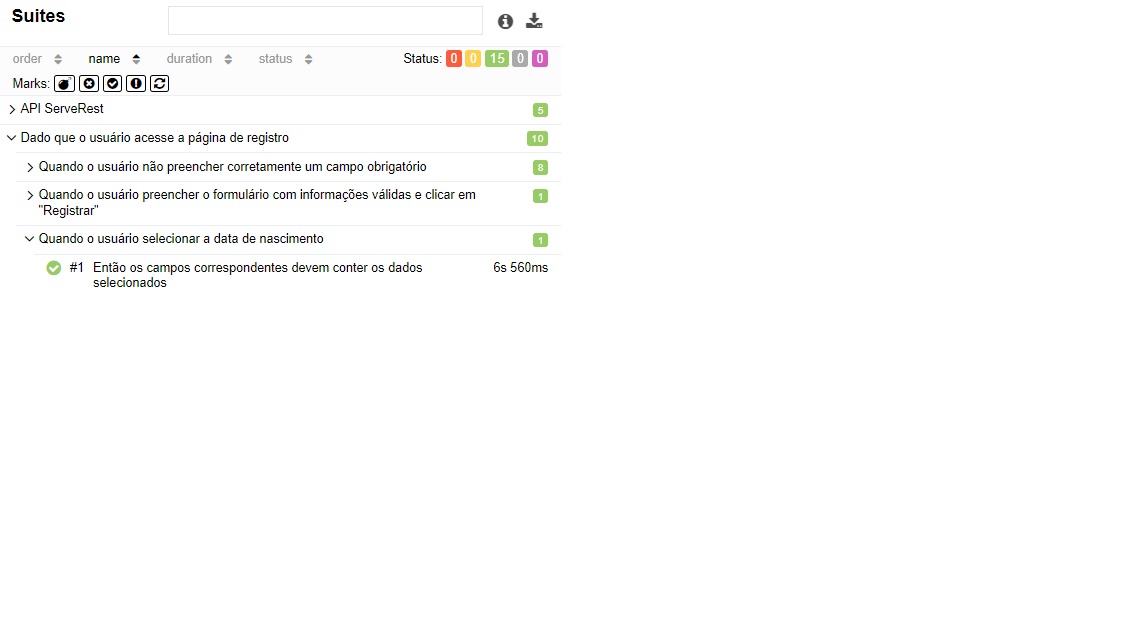 Suites
order name duration status Status: 0 0 15 0 0
Marks:
API ServeRest 5
Dado que o usuário acesse a página de registro 10
Quando o usuário não preencher corretamente um campo obrigatório 8
Quando o usuário preencher o formulário com informações válidas e clicar em 1
"Registrar"
Quando o usuário selecionar a data de nascimento 1
#1 Então os campos correspondentes devem conter os dados 6s 560ms
selecionados